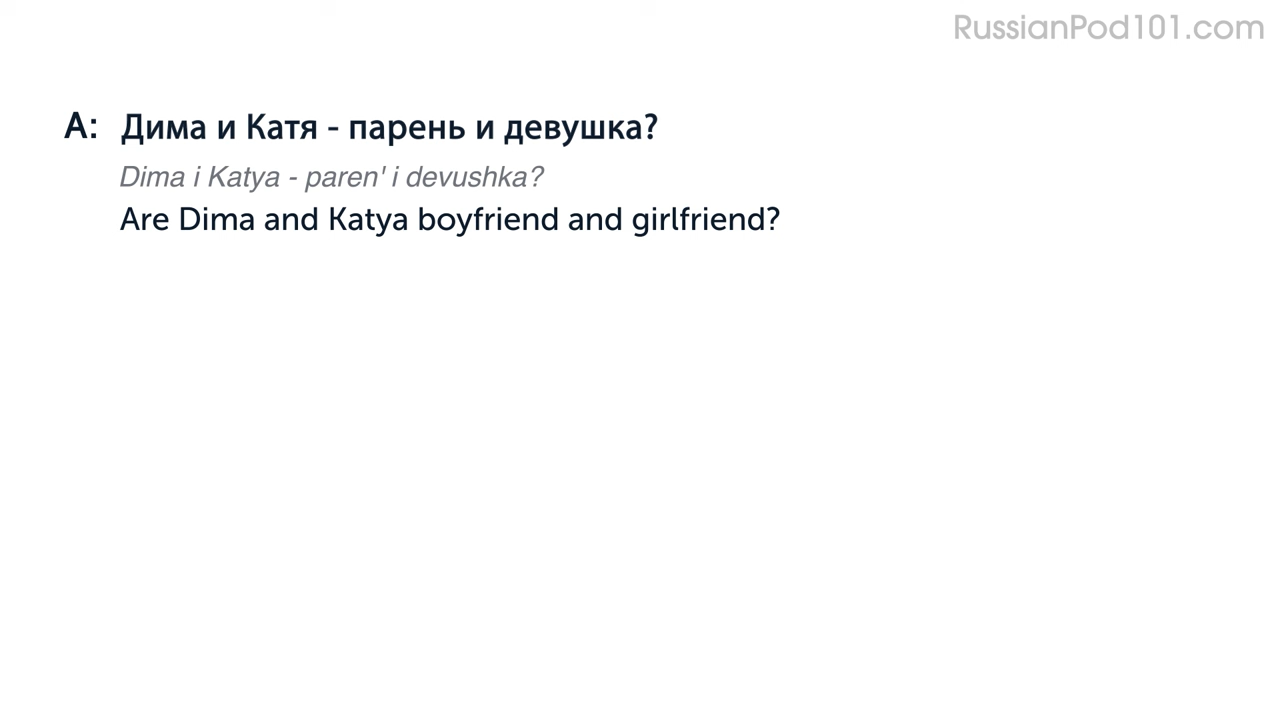 RussianPod101.com
A: Дима и Катя - парень и девушка?
Dima i Katya - paren' i devushka?
Are Dima and Katya boyfriend and girlfriend?